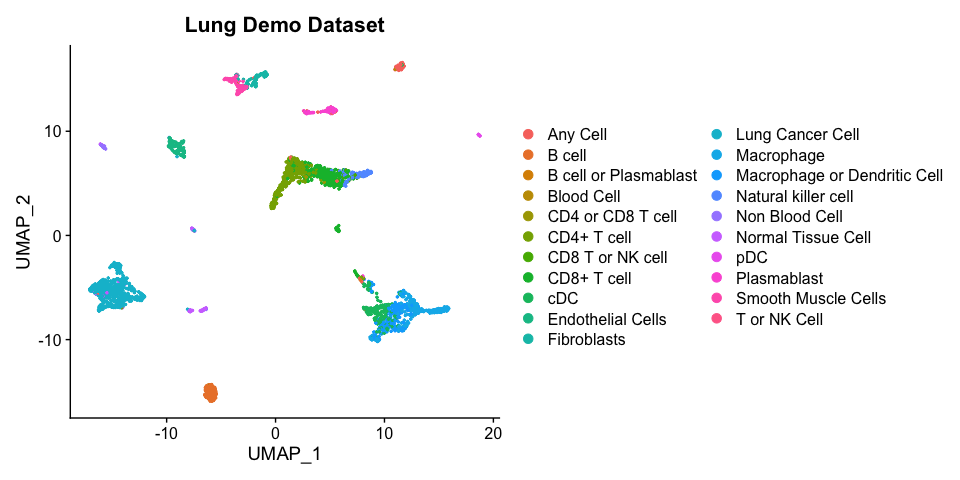 Lung Demo Dataset
UMAP_2
10
0
-10
-10
0
10
20
UMAP_1
Any Cell
B cell
B cell or Plasmablast
Blood Cell
CD4 or CD8 T cell
CD4+ T cell
CD8 T or NK cell
CD8+ T cell
cDC
Endothelial Cells
Fibroblasts
Lung Cancer Cell
Macrophage
Macrophage or Dendritic Cell
Natural killer cell
Non Blood Cell
Normal Tissue Cell
pDC
Plasmablast
Smooth Muscle Cells
T or NK Cell